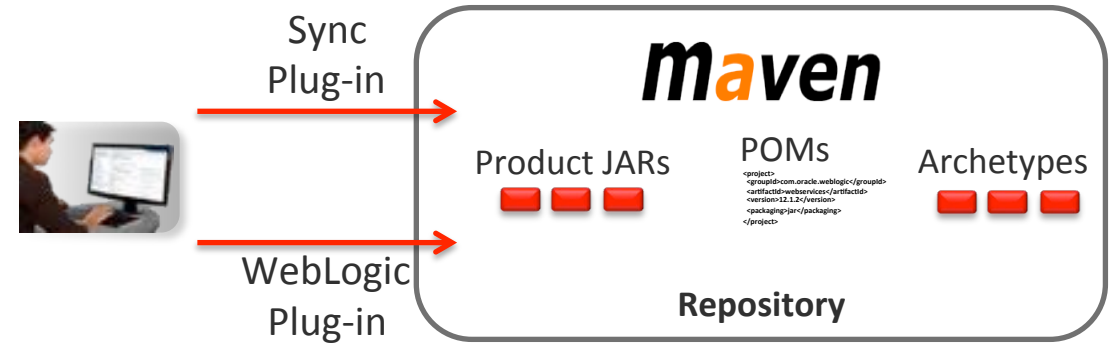 Sync
Plug-in
maven
Product JARs
POMs
<project>
<groupId>com.oracle.weblogic</groupId>
<artifactId>webservices</artifactId>
<version>12.1.2</version>
<packaging>jar</packaging>
</project>
Archetypes
WebLogic
Plug-in
Repository